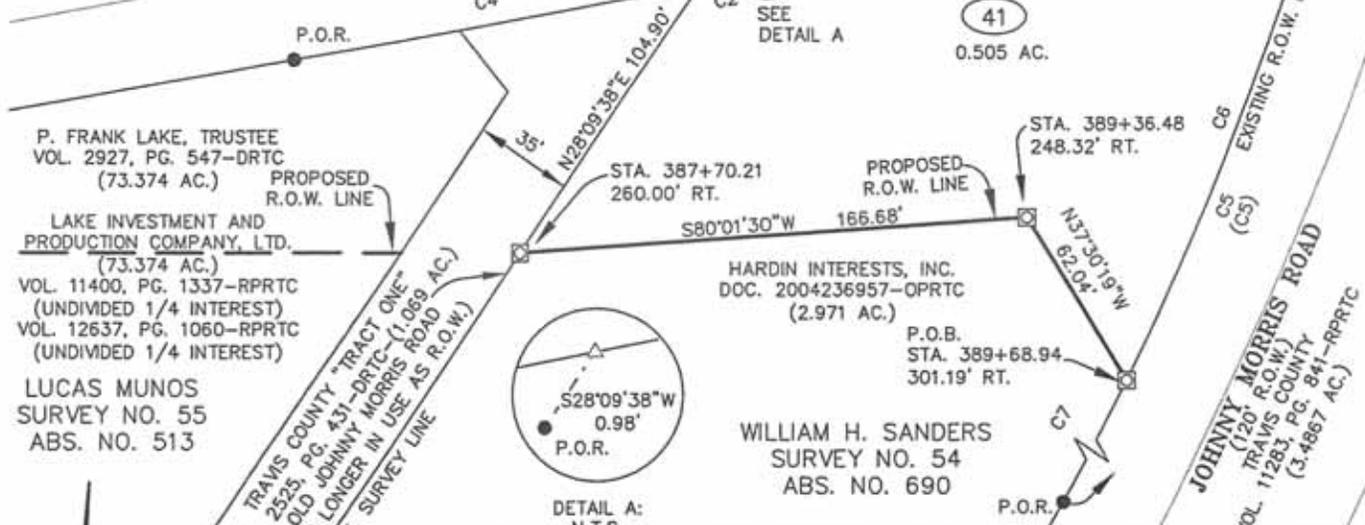 C4
P.O.R.
SEE
DETAIL A
41
0.505 AC.
N28°09'38"E 104.90'
35'
P. FRANK LAKE, TRUSTEE
VOL. 2927, PG. 547-DRTC
(73.374 AC.)
PROPOSED
R.O.W. LINE
LAKE INVESTMENT AND
PRODUCTION COMPANY, LTD.
(73.374 AC.)
VOL. 11400, PG. 1337-RPRTC
(UNDIVIDED 1/4 INTEREST)
VOL. 12637, PG. 1060-RPRTC
(UNDIVIDED 1/4 INTEREST)
LUCAS MUNOS
SURVEY NO. 55
ABS. NO. 513
TRAVIS COUNTY "TRACT ONE"
2525, PG. 431-DRTC-(1.069 AC.)
OLD JOHNNY MORRIS ROAD
LONGER IN USE AS R.O.W.)
SURVEY LINE
STA. 387+70.21
260.00' RT.
S80°01'30"W 166.68'
PROPOSED
R.O.W. LINE
STA. 389+36.48
248.32' RT.
N37°30'19"W
62.04'
HARDIN INTERESTS, INC.
DOC. 2004236957-OPRTC
(2.971 AC.)
P.O.B.
STA. 389+68.94
301.19' RT.
S28°09'38"W
0.98'
P.O.R.
DETAIL A:
WILLIAM H. SANDERS
SURVEY NO. 54
ABS. NO. 690
C7
P.O.R.
C6
EXISTING R.O.W.
C5
(C5)
JOHNNY MORRIS ROAD
(120' R.O.W.)
TRAVIS COUNTY
11283, PG. 841-RPRTC
(3.4867 AC.)